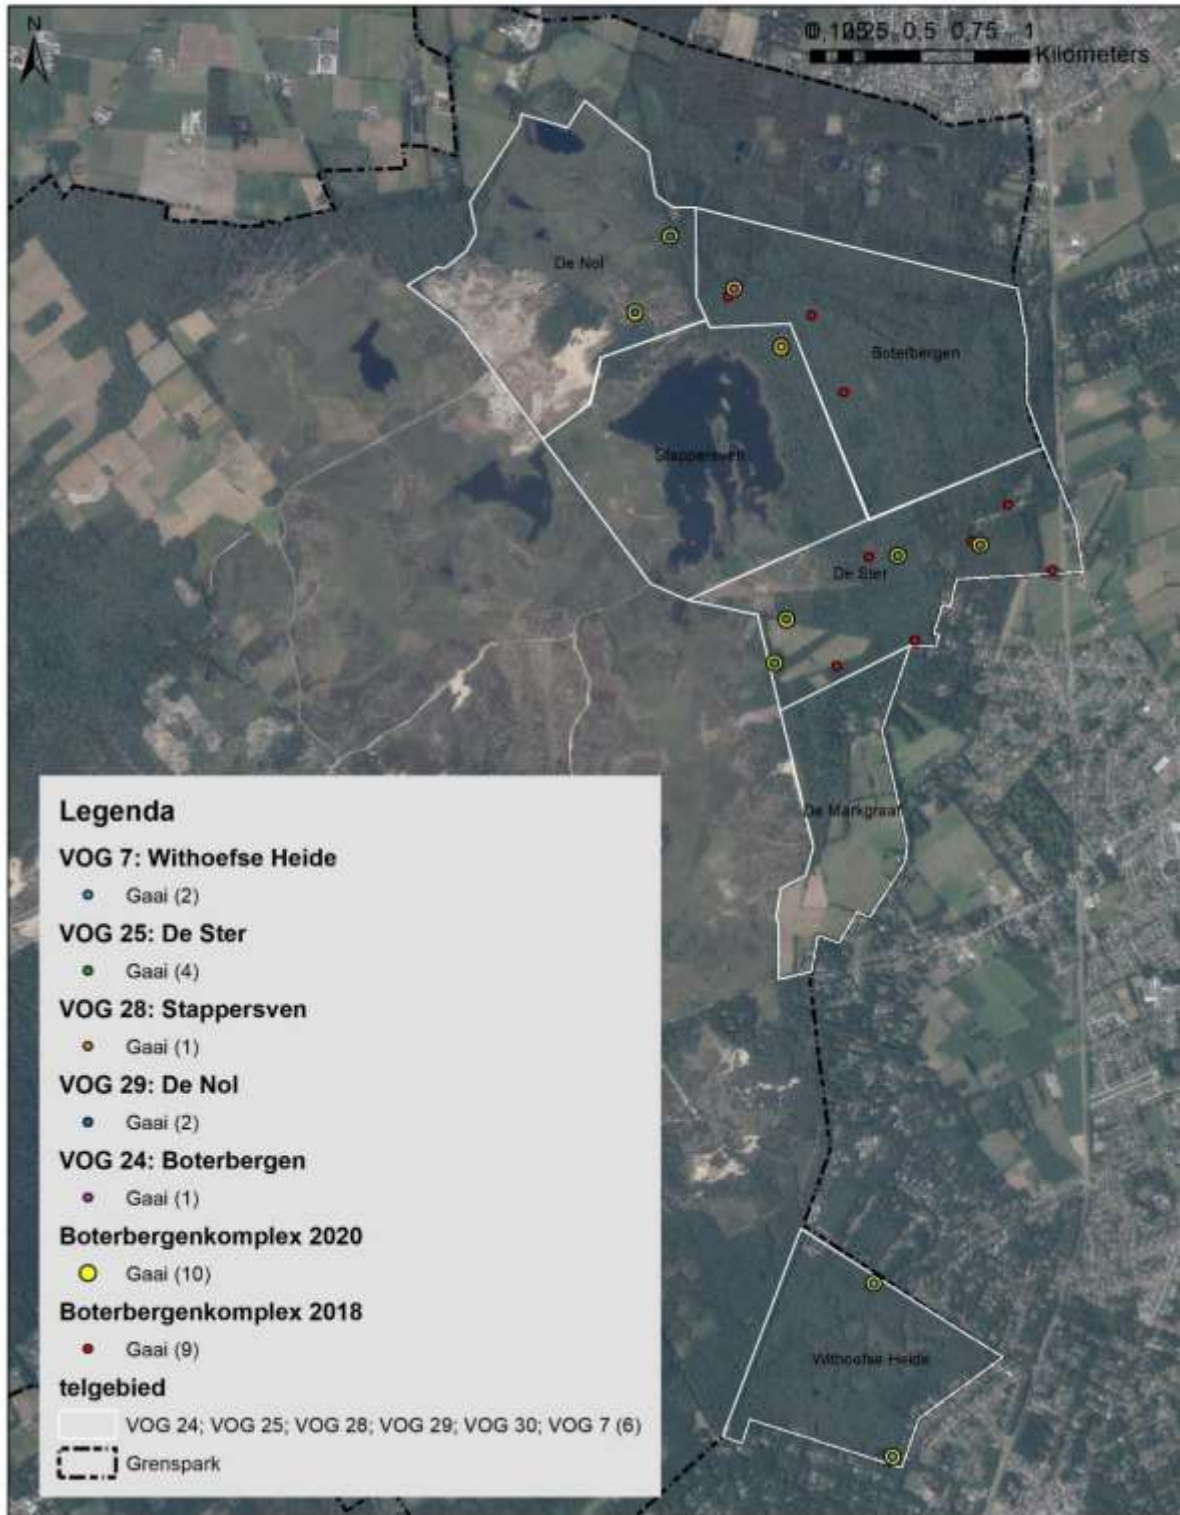 N
0,125 0.25 0.5 0.75 1
Kilometers
De Nol
Boterbergen
Stappersven
De Ster
De Markgraaf
Legenda
VOG 7: Withoefse Heide
Gaai (2)
VOG 25: De Ster
Gaai (4)
VOG 28: Stappersven
Gaai (1)
VOG 29: De Nol
Gaai (2)
VOG 24: Boterbergen
Gaai (1)
Boterbergenkomplex 2020
Gaai (10)
Boterbergenkomplex 2018
Gaai (9)
telgebied
VOG 24; VOG 25; VOG 28; VOG 29; VOG 30; VOG 7 (6)
Grenspark
Withoefse Heide